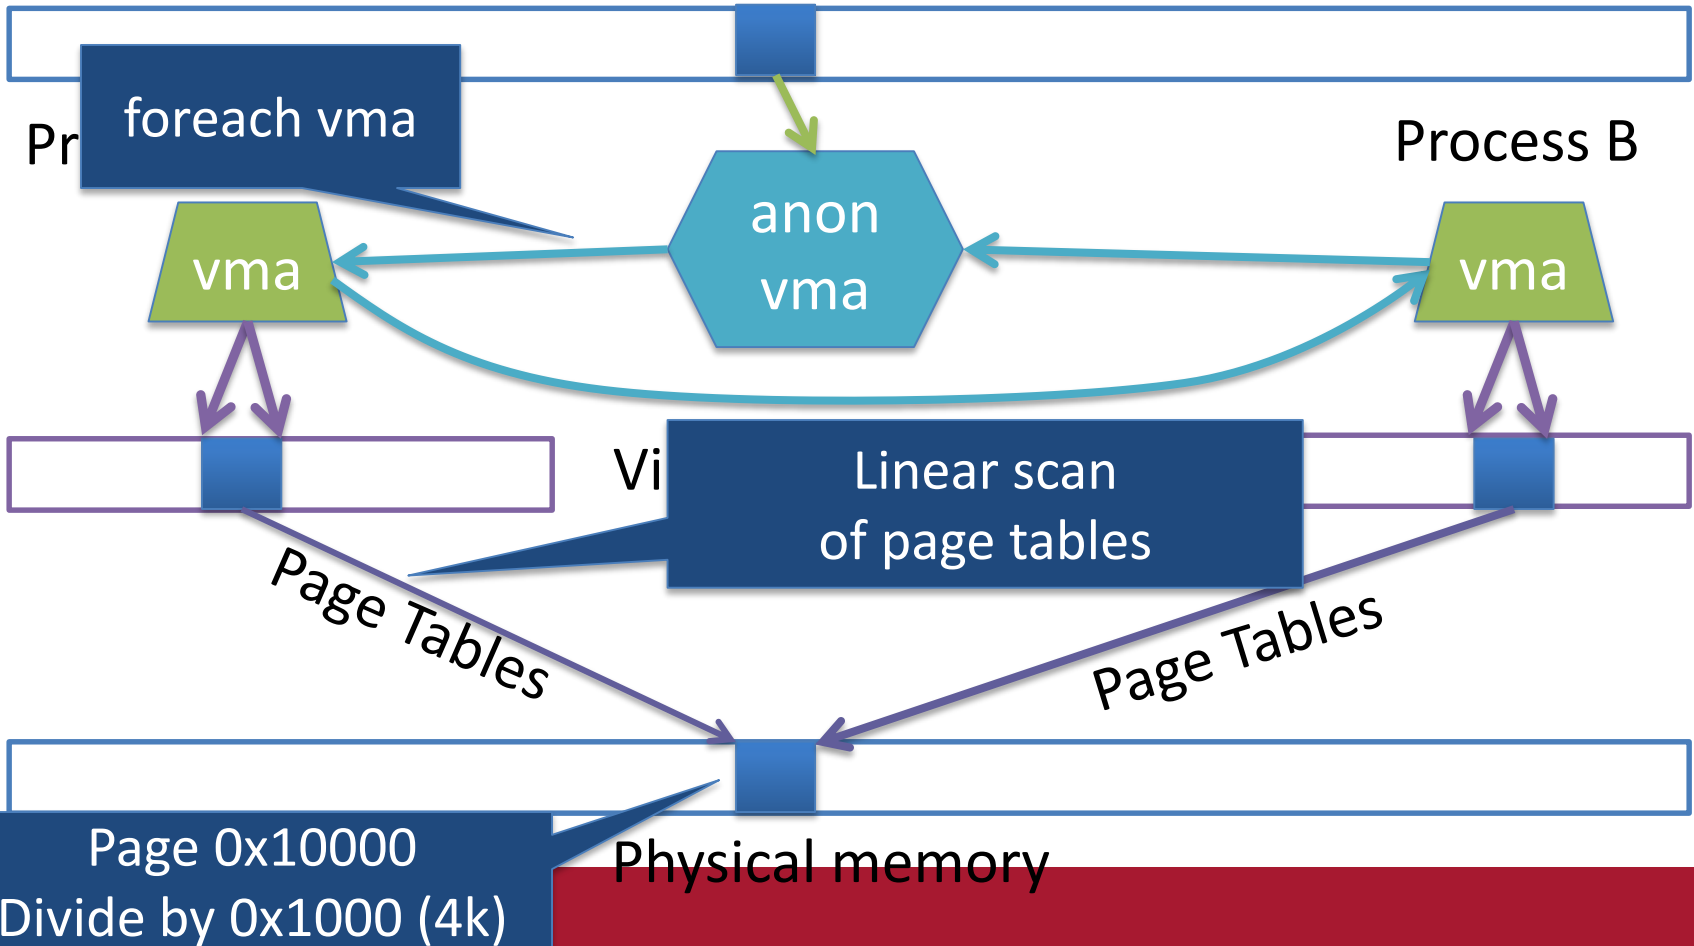 foreach vma
Pr
Process B
anon
vma
vma
vma
Vi
Linear scan
of page tables
Page Tables
Page Tables
Page 0x10000
Divide by 0x1000 (4k)
Physical memory